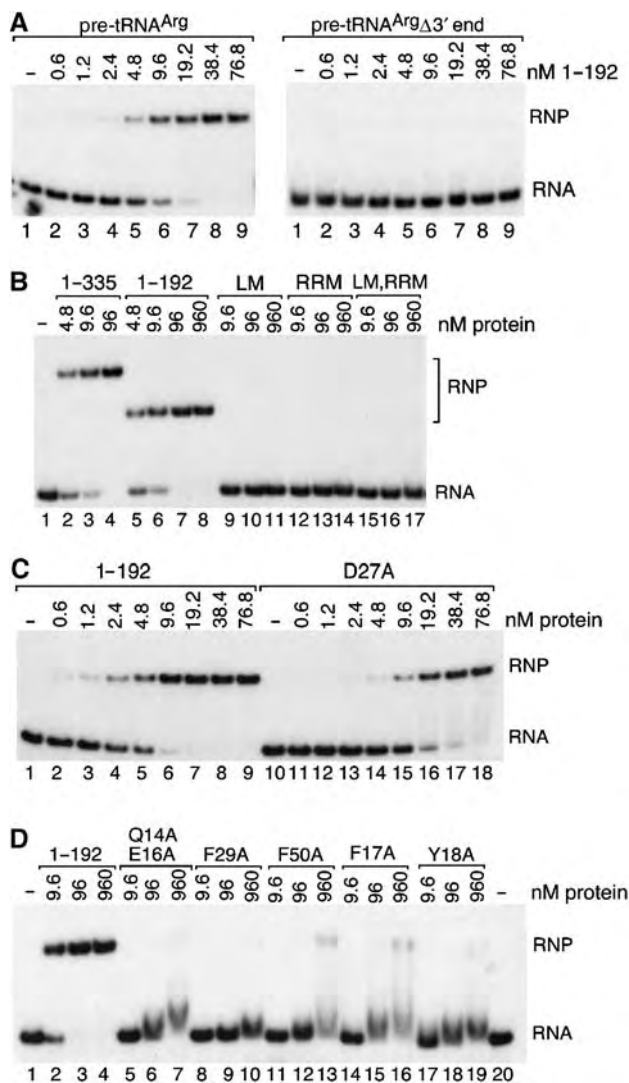 A
pre-tRNAArg
pre-tRNAArgΔ3′ end
– 0.6 1.2 2.4 4.8 9.6 19.2 38.4 76.8 – 0.6 1.2 2.4 4.8 9.6 19.2 38.4 76.8 nM 1–192
RNP
RNA
1 2 3 4 5 6 7 8 9 1 2 3 4 5 6 7 8 9
B
1–335 1–192 LM RRM LM,RRM
– 4.8 9.6 96 4.8 9.6 96 960 9.6 96 960 9.6 96 960 9.6 96 960 nM protein
RNP
RNA
1 2 3 4 5 6 7 8 9 10 11 12 13 14 15 16 17
C
1–192 D27A
– 0.6 1.2 2.4 4.8 9.6 19.2 38.4 76.8 – 0.6 1.2 2.4 4.8 9.6 19.2 38.4 76.8 nM protein
RNP
RNA
1 2 3 4 5 6 7 8 9 10 11 12 13 14 15 16 17 18
D
1–192 Q14A E16A F29A F50A F17A Y18A
– 9.6 96 960 9.6 96 960 9.6 96 960 9.6 96 960 9.6 96 960 9.6 96 960 – nM protein
RNP
RNA
1 2 3 4 5 6 7 8 9 10 11 12 13 14 15 16 17 18 19 20